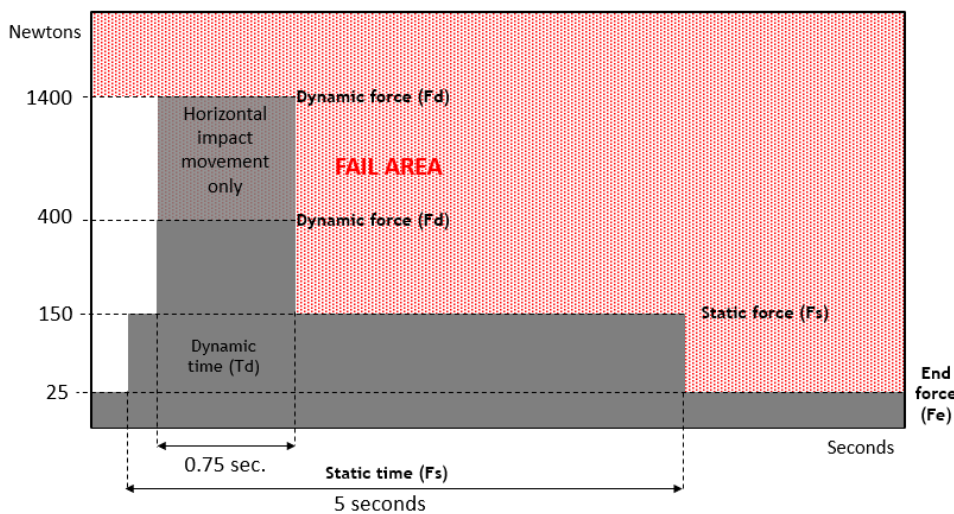 Newtons
1400
Dynamic force (Fd)
Horizontal
impact
movement
only
FAIL AREA
400
Dynamic force (Fd)
150
Static force (Fs)
Dynamic
time (Td)
25
End
force
(Fe)
Seconds
0.75 sec.
Static time (Fs)
5 seconds